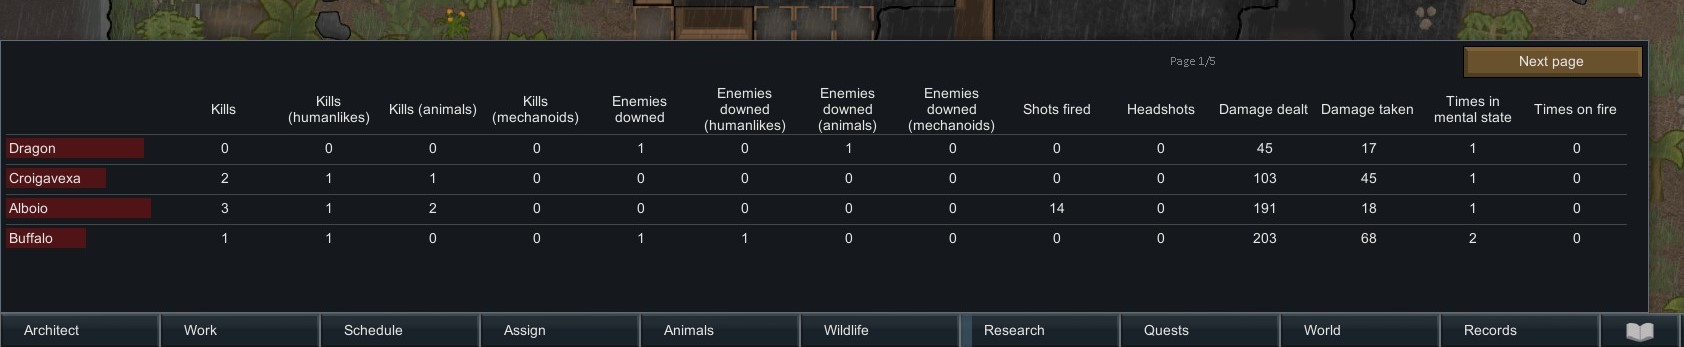 Page 1/5
Next page
Kills Kills (humanlikes) Kills (animals) Kills (mechanoids) Enemies downed Enemies downed (humanlikes) Enemies downed (animals) Enemies downed (mechanoids) Shots fired Headshots Damage dealt Damage taken Times in mental state Times on fire
Dragon 0 0 0 0 1 0 1 0 0 0 45 17 1 0
Croigavexa 2 1 1 0 0 0 0 0 0 0 103 45 1 0
Alboio 3 1 2 0 0 0 0 0 14 0 191 18 1 0
Buffalo 1 1 0 0 1 1 0 0 0 0 203 68 2 0
Architect Work Schedule Assign Animals Wildlife Research Quests World Records